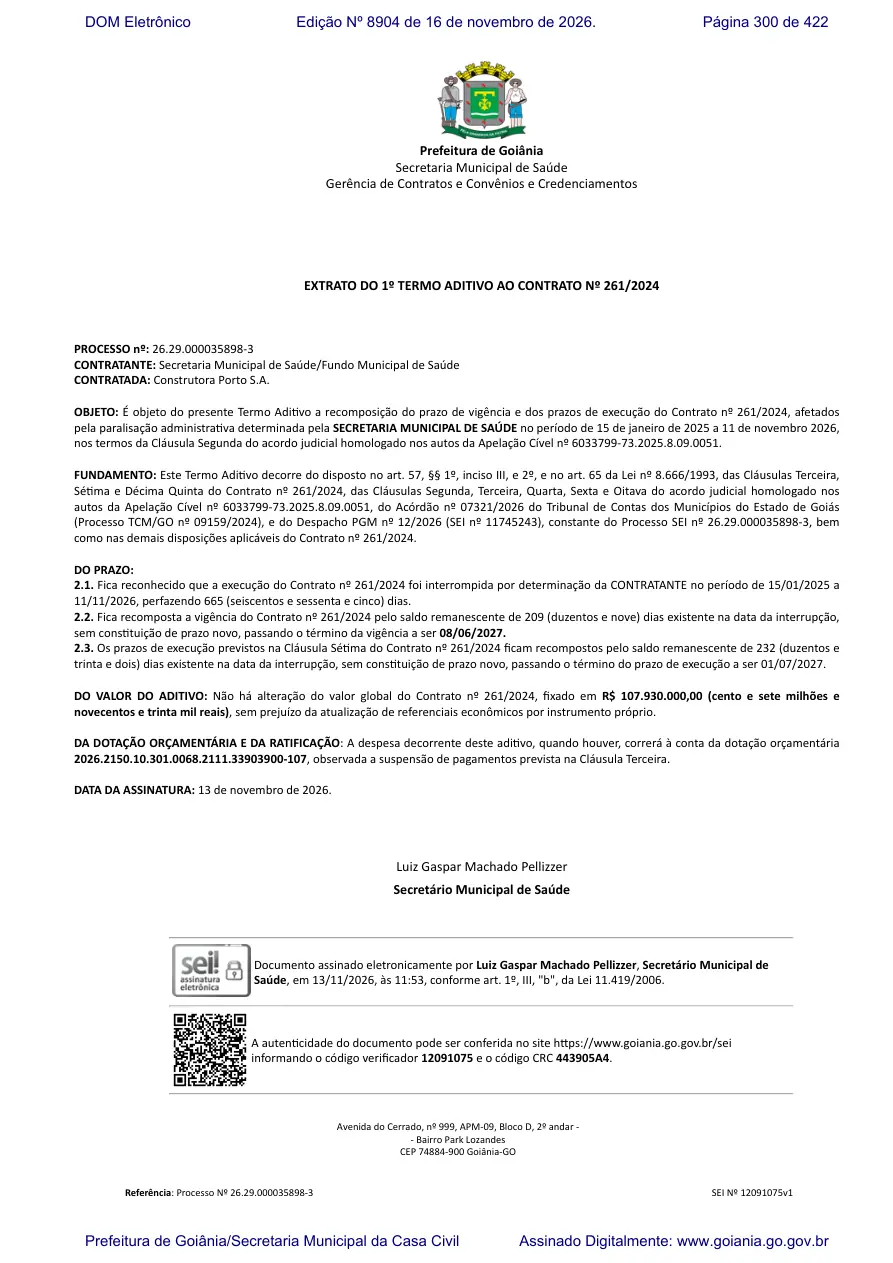 DOM Eletrônico Edição Nº 8904 de 16 de novembro de 2026. Página 300 de 422
Prefeitura de Goiânia
Secretaria Municipal de Saúde
Gerência de Contratos e Convênios e Credenciamentos
EXTRATO DO 1º TERMO ADITIVO AO CONTRATO Nº 261/2024
PROCESSO nº: 26.29.000035898-3
CONTRATANTE: Secretaria Municipal de Saúde/Fundo Municipal de Saúde
CONTRATADA: Construtora Porto S.A.
OBJETO: É objeto do presente Termo Aditivo a recomposição do prazo de vigência e dos prazos de execução do Contrato nº 261/2024, afetados
pela paralisação administrativa determinada pela SECRETARIA MUNICIPAL DE SAÚDE no período de 15 de janeiro de 2025 a 11 de novembro 2026,
nos termos da Cláusula Segunda do acordo judicial homologado nos autos da Apelação Cível nº 6033799-73.2025.8.09.0051.
FUNDAMENTO: Este Termo Aditivo decorre do disposto no art. 57, §§ 1º, inciso III, e 2º, e no art. 65 da Lei nº 8.666/1993, das Cláusulas Terceira,
Sétima e Décima Quinta do Contrato nº 261/2024, das Cláusulas Segunda, Terceira, Quarta, Sexta e Oitava do acordo judicial homologado nos
autos da Apelação Cível nº 6033799-73.2025.8.09.0051, do Acórdão nº 07321/2026 do Tribunal de Contas dos Municípios do Estado de Goiás
(Processo TCM/GO nº 09159/2024), e do Despacho PGM nº 12/2026 (SEI nº 11745243), constante do Processo SEI nº 26.29.000035898-3, bem
como nas demais disposições aplicáveis do Contrato nº 261/2024.
DO PRAZO:
2.1. Fica reconhecido que a execução do Contrato nº 261/2024 foi interrompida por determinação da CONTRATANTE no período de 15/01/2025 a
11/11/2026, perfazendo 665 (seiscentos e sessenta e cinco) dias.
2.2. Fica recomposta a vigência do Contrato nº 261/2024 pelo saldo remanescente de 209 (duzentos e nove) dias existente na data da interrupção,
sem constituição de prazo novo, passando o término da vigência a ser 08/06/2027.
2.3. Os prazos de execução previstos na Cláusula Sétima do Contrato nº 261/2024 ficam recompostos pelo saldo remanescente de 232 (duzentos e
trinta e dois) dias existente na data da interrupção, sem constituição de prazo novo, passando o término do prazo de execução a ser 01/07/2027.
DO VALOR DO ADITIVO: Não há alteração do valor global do Contrato nº 261/2024, fixado em R$ 107.930.000,00 (cento e sete milhões e
novecentos e trinta mil reais), sem prejuízo da atualização de referenciais econômicos por instrumento próprio.
DA DOTAÇÃO ORÇAMENTÁRIA E DA RATIFICAÇÃO: A despesa decorrente deste aditivo, quando houver, correrá à conta da dotação orçamentária
2026.2150.10.301.0068.2111.33903900-107, observada a suspensão de pagamentos prevista na Cláusula Terceira.
DATA DA ASSINATURA: 13 de novembro de 2026.
Luiz Gaspar Machado Pellizzer
Secretário Municipal de Saúde
sei!
assinatura
eletrônica
Documento assinado eletronicamente por Luiz Gaspar Machado Pellizzer, Secretário Municipal de
Saúde, em 13/11/2026, às 11:53, conforme art. 1º, III, "b", da Lei 11.419/2006.
A autenticidade do documento pode ser conferida no site https://www.goiania.go.gov.br/sei
informando o código verificador 12091075 e o código CRC 443905A4.
Avenida do Cerrado, nº 999, APM-09, Bloco D, 2º andar -
- Bairro Park Lozandes
CEP 74884-900 Goiânia-GO
Referência: Processo Nº 26.29.000035898-3 SEI Nº 12091075v1
Prefeitura de Goiânia/Secretaria Municipal da Casa Civil Assinado Digitalmente: www.goiania.go.gov.br